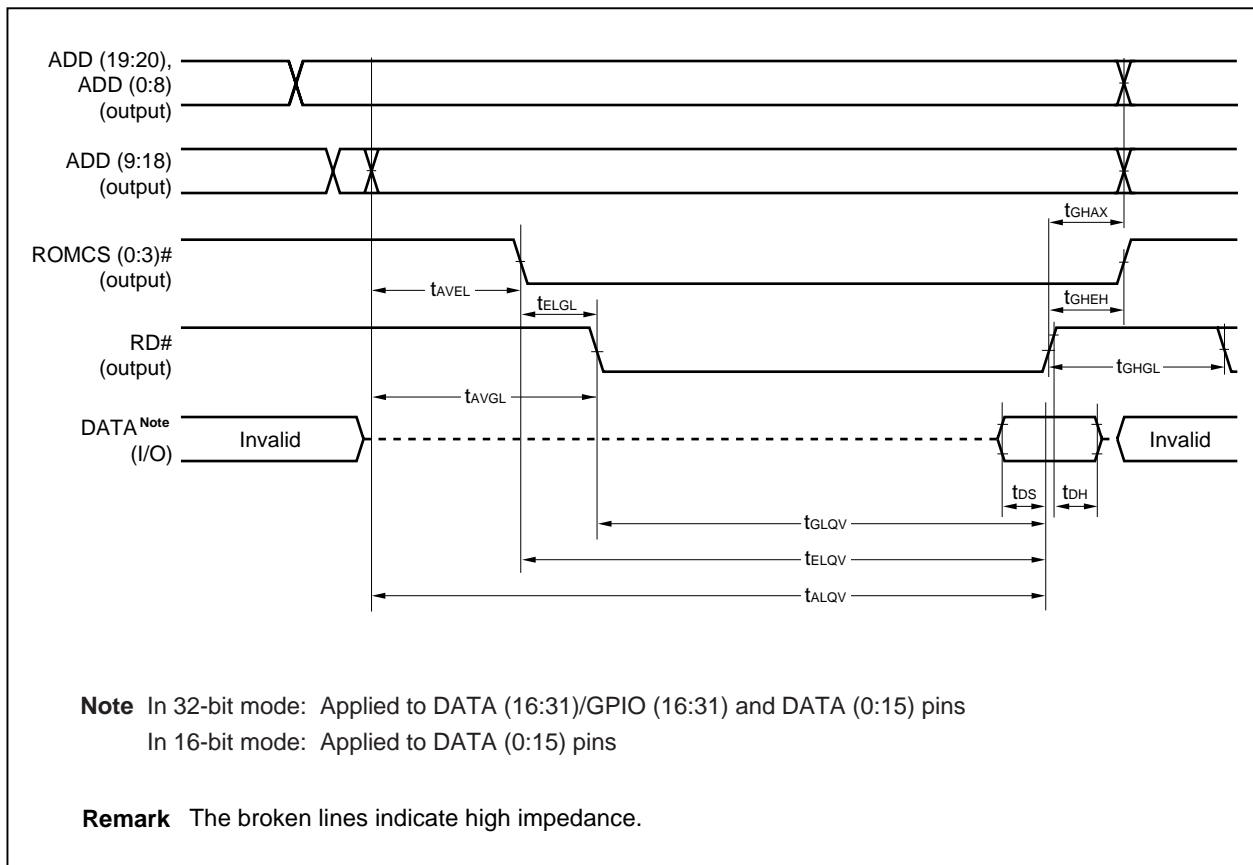 ADD (19:20),
ADD (0:8)
(output)
ADD (9:18)
(output)
tGHAX
ROMCS (0:3)#
(output)
tAVEL
tELGL
tGHEH
RD#
(output)
tGHGL
tAVGL
DATA Note
(I/O)
Invalid
Invalid
tDS
tDH
tGLQV
tELQV
tALQV
Note In 32-bit mode: Applied to DATA (16:31)/GPIO (16:31) and DATA (0:15) pins
In 16-bit mode: Applied to DATA (0:15) pins
Remark The broken lines indicate high impedance.